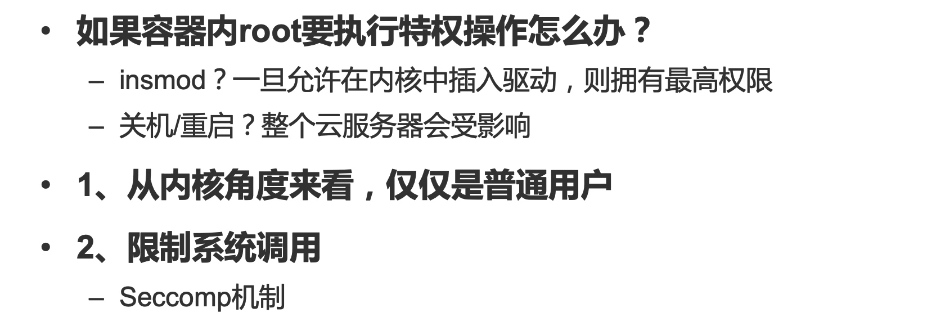 • 如果容器内root要执行特权操作怎么办？
– insmod？一旦允许在内核中插入驱动，则拥有最高权限
– 关机/重启？整个云服务器会受影响
• 1、从内核角度来看，仅仅是普通用户
• 2、限制系统调用
– Seccomp机制